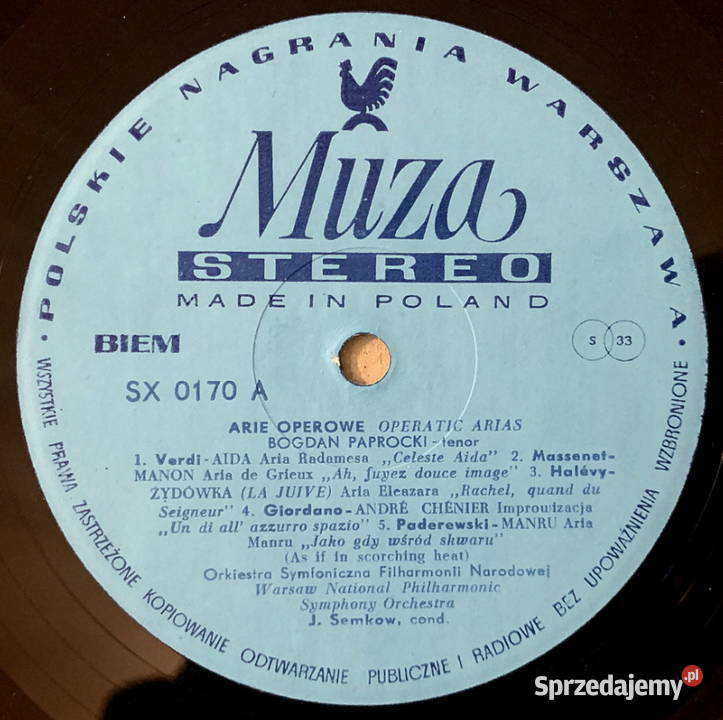 • POLSKIE NAGRANIA WARSZAWA •
Muza
STEREO
MADE IN POLAND
BIEM
S 33
SX 0170 A
ARIE OPEROWE OPERATIC ARIAS
BOGDAN PAPROCKI - tenor
1. Verdi - AIDA Aria Radamesa „Celeste Aida" 2. Massenet-
MANON Aria de Grieux „Ah, fuyez douce image" 3. Halévy-
ŻYDÓWKA (LA JUIVE) Aria Eleazara „Rachel, quand du
Seigneur" 4. Giordano - ANDRÉ CHÉNIER Improwizacja
„Un di all' azzurro spazio" 5. Paderewski - MANRU Aria
Manru „Jako gdy wśród skwaru"
(As if in scorching heat)
Orkiestra Symfoniczna Filharmonii Narodowej
Warsaw National Philharmonic
Symphony Orchestra
J. Semkow, cond.
WSZYSTKIE PRAWA ZASTRZEŻONE KOPIOWANIE ODTWARZANIE PUBLICZNE I RADIOWE BEZ UPOWAŻNIENIA WZBRONIONE
Sprzedajemy.pl